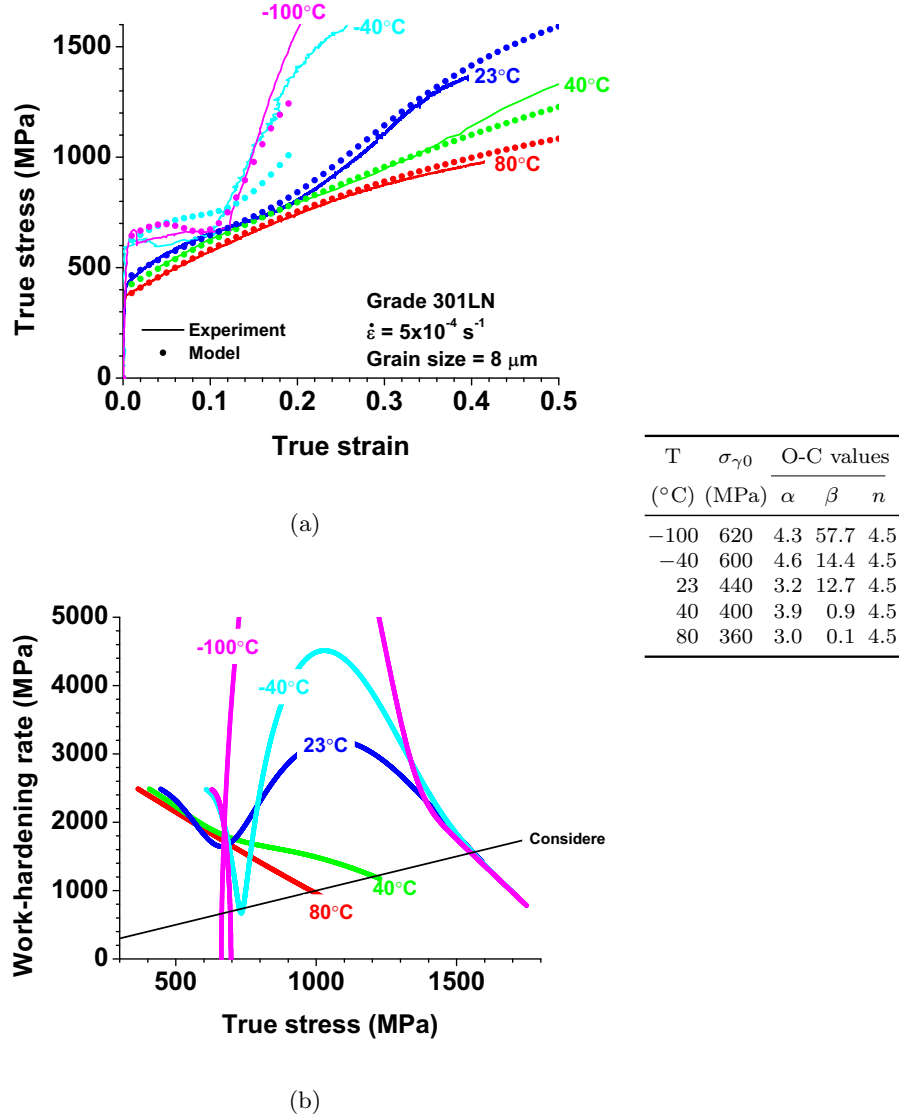 -100°C
-40°C
1500
23°C
40°C
1000
80°C
500
Grade 301LN
ε̇ = 5x10⁻⁴ s⁻¹
Grain size = 8 μm
Experiment
Model
0
0.0 0.1 0.2 0.3 0.4 0.5
True stress (MPa)
True strain
(a)
T σγ0 O-C values
(°C) (MPa) α β n
−100 620 4.3 57.7 4.5
−40 600 4.6 14.4 4.5
23 440 3.2 12.7 4.5
40 400 3.9 0.9 4.5
80 360 3.0 0.1 4.5
5000
-100°C
4000
-40°C
3000
23°C
2000
Considere
1000
40°C
80°C
0
500 1000 1500
Work-hardening rate (MPa)
True stress (MPa)
(b)